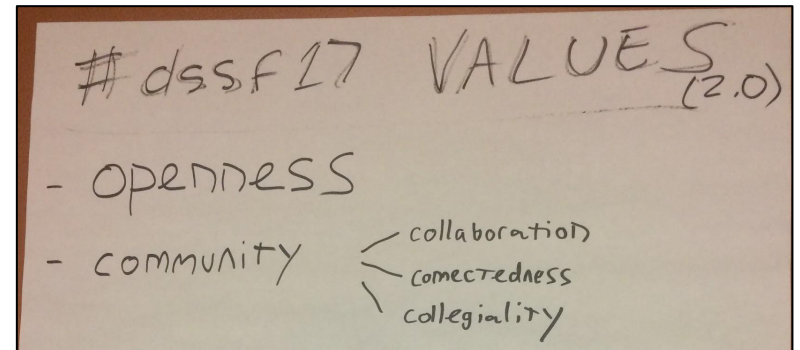 #dssf17 VALUES
(2.0)
- openness
- community
collaboration
connectedness
collegiality